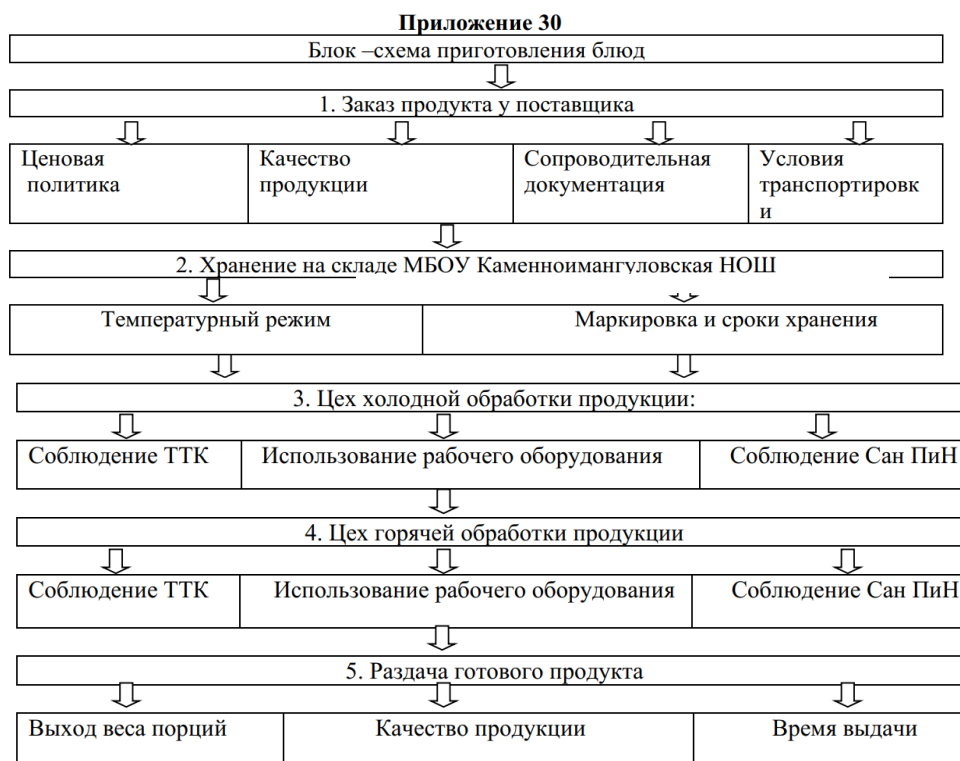 Приложение 30
Блок –схема приготовления блюд
1. Заказ продукта у поставщика
Ценовая
политика
Качество
продукции
Сопроводительная
документация
Условия
транспортировк
и
2. Хранение на складе МБОУ Каменноимангуловская НОШ
Температурный режим
Маркировка и сроки хранения
3. Цех холодной обработки продукции:
Соблюдение ТТК
Использование рабочего оборудования
Соблюдение Сан ПиН
4. Цех горячей обработки продукции
Соблюдение ТТК
Использование рабочего оборудования
Соблюдение Сан ПиН
5. Раздача готового продукта
Выход веса порций
Качество продукции
Время выдачи